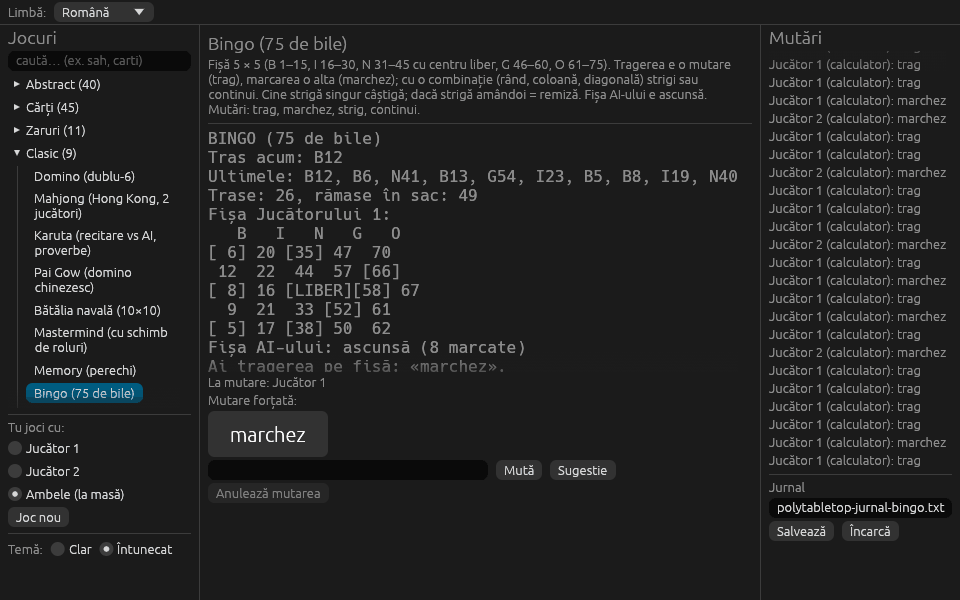 Limbă: Română
Jocuri
caută... (ex. sah, carti)
Abstract (40)
Cărți (45)
Zaruri (11)
Clasic (9)
Domino (dublu-6)
Mahjong (Hong Kong, 2
jucători)
Karuta (recitare vs AI,
proverbe)
Pai Gow (domino
chinezesc)
Bătălia navală (10×10)
Mastermind (cu schimb
de roluri)
Memory (perechi)
Bingo (75 de bile)
Tu joci cu:
Jucător 1
Jucător 2
Ambele (la masă)
Joc nou
Temă: Clar Întunecat
Bingo (75 de bile)
Fișă 5 × 5 (B 1–15, I 16–30, N 31–45 cu centru liber, G 46–60, O 61–75). Tragerea e o mutare
(trag), marcarea o alta (marchez); cu o combinație (rând, coloană, diagonală) strigi sau
continui. Cine strigă singur câștigă; dacă strigă amândoi = remiză. Fișa AI-ului e ascunsă.
Mutări: trag, marchez, strig, continui.
BINGO (75 de bile)
Tras acum: B12
Ultimele: B12, B6, N41, B13, G54, I23, B5, B8, I19, N40
Trase: 26, rămase în sac: 49
Fișa Jucătorului 1:
B I N G O
[ 6] 20 [35] 47 70
12 22 44 57 [66]
[ 8] 16 [LIBER][58] 67
9 21 33 [52] 61
[ 5] 17 [38] 50 62
Fișa AI-ului: ascunsă (8 marcate)
Ai tragerea pe fișă: «marchez».
La mutare: Jucător 1
Mutare forțată:
marchez
Mută Sugestie
Anulează mutarea
Mutări
Jucător 1 (calculator): trag
Jucător 1 (calculator): trag
Jucător 1 (calculator): marchez
Jucător 2 (calculator): marchez
Jucător 1 (calculator): trag
Jucător 1 (calculator): trag
Jucător 2 (calculator): marchez
Jucător 1 (calculator): trag
Jucător 1 (calculator): trag
Jucător 1 (calculator): trag
Jucător 2 (calculator): marchez
Jucător 1 (calculator): trag
Jucător 1 (calculator): marchez
Jucător 1 (calculator): trag
Jucător 1 (calculator): marchez
Jucător 1 (calculator): trag
Jucător 2 (calculator): marchez
Jucător 1 (calculator): trag
Jucător 1 (calculator): trag
Jucător 1 (calculator): trag
Jucător 1 (calculator): trag
Jucător 1 (calculator): marchez
Jucător 1 (calculator): trag
Jurnal
polytabletop-jurnal-bingo.txt
Salvează Încarcă